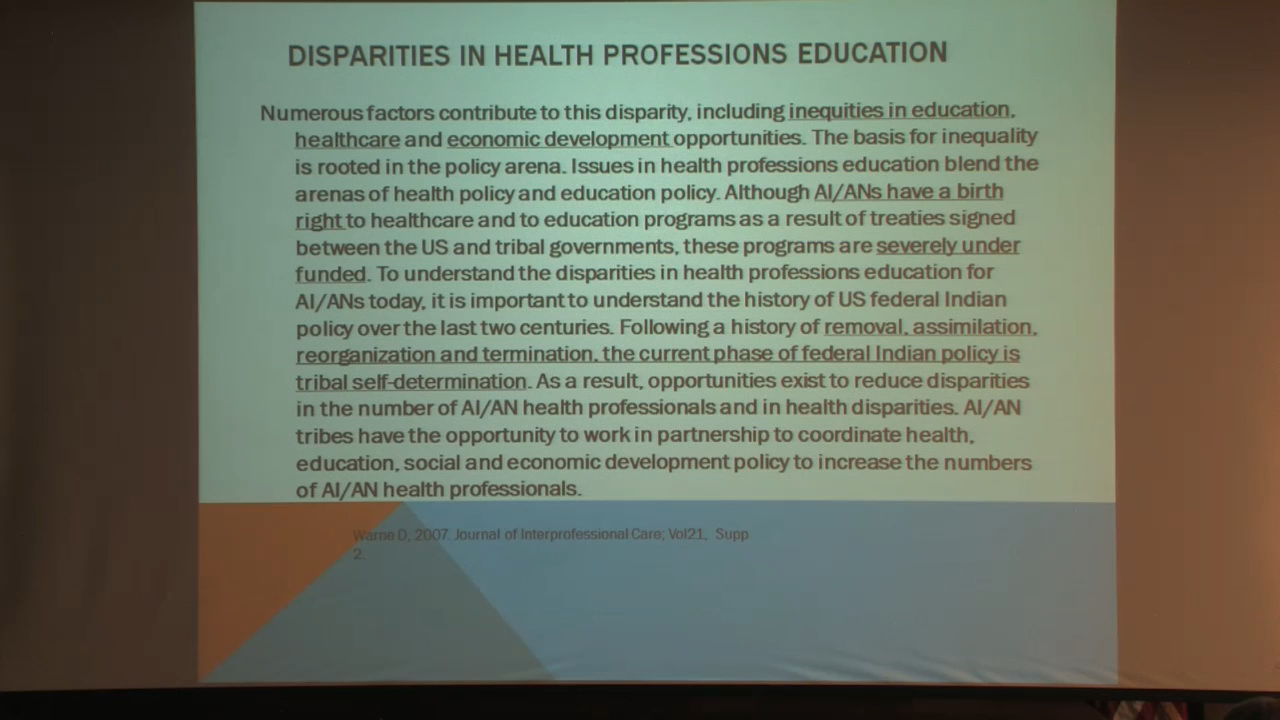 DISPARITIES IN HEALTH PROFESSIONS EDUCATION
Numerous factors contribute to this disparity, including inequities in education,
healthcare and economic development opportunities. The basis for inequality
is rooted in the policy arena. Issues in health professions education blend the
arenas of health policy and education policy. Although AI/ANs have a birth
right to healthcare and to education programs as a result of treaties signed
between the US and tribal governments, these programs are severely under
funded. To understand the disparities in health professions education for
AI/ANs today, it is important to understand the history of US federal Indian
policy over the last two centuries. Following a history of removal, assimilation,
reorganization and termination, the current phase of federal Indian policy is
tribal self-determination. As a result, opportunities exist to reduce disparities
in the number of AI/AN health professionals and in health disparities. AI/AN
tribes have the opportunity to work in partnership to coordinate health,
education, social and economic development policy to increase the numbers
of AI/AN health professionals.
Warne D, 2007. Journal of Interprofessional Care; Vol21, Supp
2.